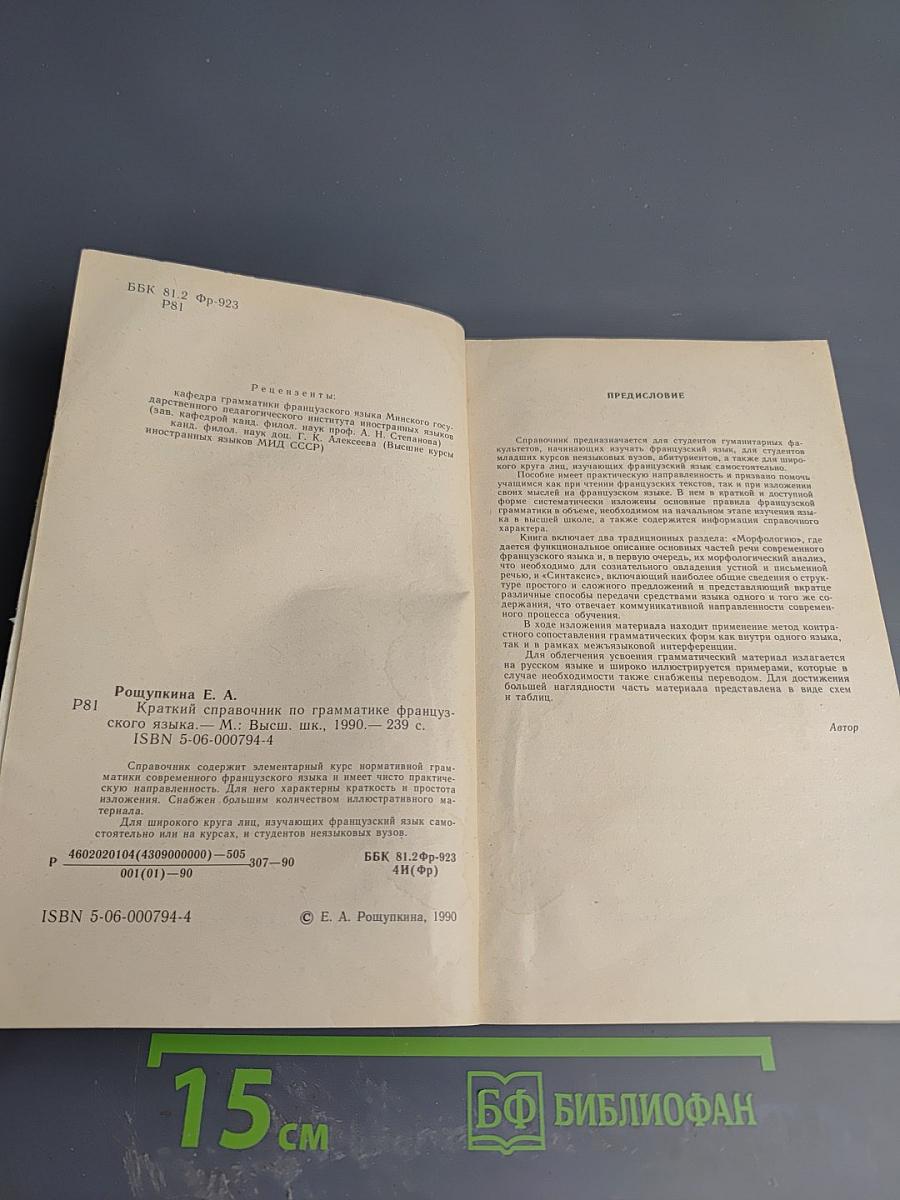 ББК 81.2 Фр-923
Р81
Рецензенты:
кафедра грамматики французского языка Минского госу-
дарственного педагогического института иностранных языков
(зав. кафедрой канд. филол. наук проф. А. Н. Степанова)
канд. филол. наук доц. Г. К. Алексеева (Высшие курсы
иностранных языков МИД СССР)
Рощупкина Е. А.
Р81 Краткий справочник по грамматике француз-
ского языка.— М.: Высш. шк., 1990.— 239 с.
ISBN 5-06-000794-4
Справочник содержит элементарный курс нормативной грам-
матики современного французского языка и имеет чисто практиче-
скую направленность. Для него характерны краткость и простота
изложения. Снабжен большим количеством иллюстративного ма-
териала.
Для широкого круга лиц, изучающих французский язык само-
стоятельно или на курсах, и студентов неязыковых вузов.
Р 4602020104(4309000000)—505 307—90
001(01)—90
ББК 81.2Фр-923
4И(Фр)
ISBN 5-06-000794-4
© Е. А. Рощупкина, 1990
ПРЕДИСЛОВИЕ
Справочник предназначается для студентов гуманитарных фа-
культетов, начинающих изучать французский язык, для студентов
младших курсов неязыковых вузов, абитуриентов, а также для широ-
кого круга лиц, изучающих французский язык самостоятельно.
Пособие имеет практическую направленность и призвано помочь
учащимся как при чтении французских текстов, так и при изложении
своих мыслей на французском языке. В нем в краткой и доступной
форме систематически изложены основные правила французской
грамматики в объеме, необходимом на начальном этапе изучения язы-
ка в высшей школе, а также содержится информация справочного
характера.
Книга включает два традиционных раздела: «Морфологию», где
дается функциональное описание основных частей речи современного
французского языка и, в первую очередь, их морфологический анализ,
что необходимо для сознательного овладения устной и письменной
речью, и «Синтаксис», включающий наиболее общие сведения о струк-
туре простого и сложного предложений и представляющий вкратце
различные способы передачи средствами языка одного и того же со-
держания, что отвечает коммуникативной направленности современ-
ного процесса обучения.
В ходе изложения материала находит применение метод контра-
стного сопоставления грамматических форм как внутри одного языка,
так и в рамках межъязыковой интерференции.
Для облегчения усвоения грамматический материал излагается
на русском языке и широко иллюстрируется примерами, которые в
случае необходимости также снабжены переводом. Для достижения
большей наглядности часть материала представлена в виде схем
и таблиц.
Автор
15 см
БФ БИБЛИОФАН